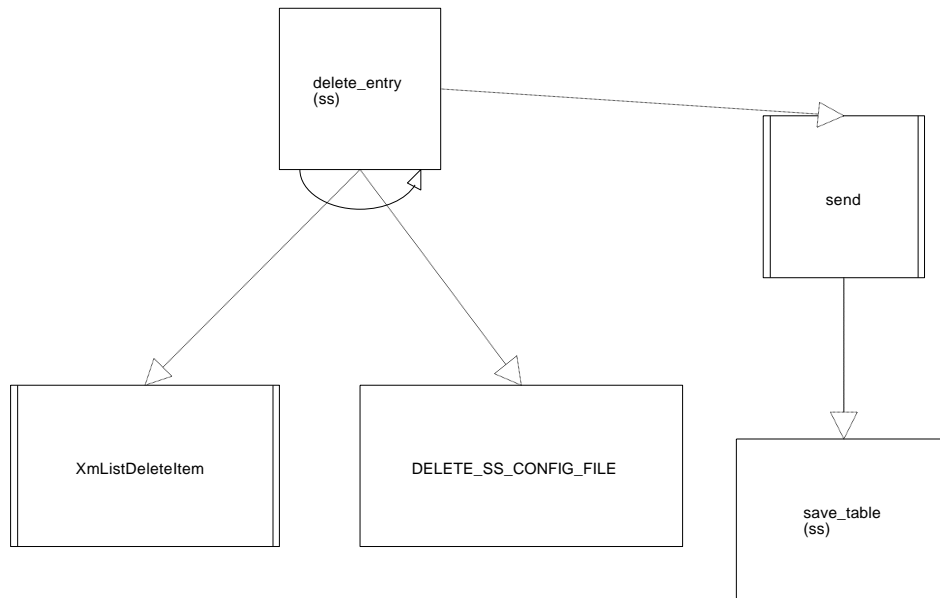 delete_entry
(ss)
send
XmListDeleteItem
DELETE_SS_CONFIG_FILE
save_table
(ss)